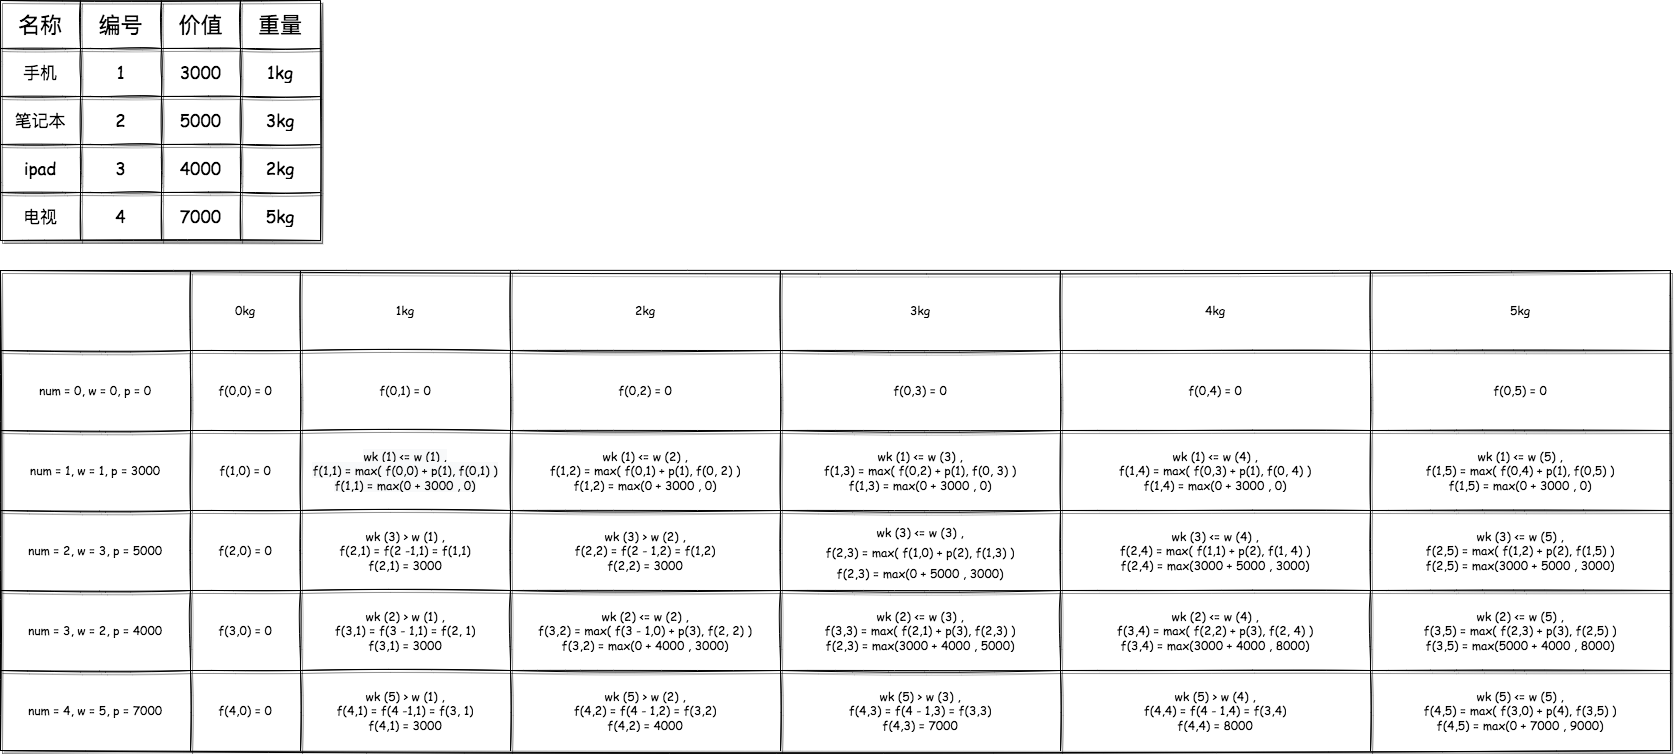 名称 编号 价值 重量
手机 1 3000 1kg
笔记本 2 5000 3kg
ipad 3 4000 2kg
电视 4 7000 5kg
0kg 1kg 2kg 3kg 4kg 5kg
num = 0, w = 0, p = 0
f(0,0) = 0
f(0,1) = 0
f(0,2) = 0
f(0,3) = 0
f(0,4) = 0
f(0,5) = 0
num = 1, w = 1, p = 3000
f(1,0) = 0
wk (1) <= w (1) ,
f(1,1) = max( f(0,0) + p(1), f(0,1) )
f(1,1) = max(0 + 3000 , 0)
wk (1) <= w (2) ,
f(1,2) = max( f(0,1) + p(1), f(0, 2) )
f(1,2) = max(0 + 3000 , 0)
wk (1) <= w (3) ,
f(1,3) = max( f(0,2) + p(1), f(0, 3) )
f(1,3) = max(0 + 3000 , 0)
wk (1) <= w (4) ,
f(1,4) = max( f(0,3) + p(1), f(0, 4) )
f(1,4) = max(0 + 3000 , 0)
wk (1) <= w (5) ,
f(1,5) = max( f(0,4) + p(1), f(0,5) )
f(1,5) = max(0 + 3000 , 0)
num = 2, w = 3, p = 5000
f(2,0) = 0
wk (3) > w (1) ,
f(2,1) = f(2 -1,1) = f(1,1)
f(2,1) = 3000
wk (3) > w (2) ,
f(2,2) = f(2 - 1,2) = f(1,2)
f(2,2) = 3000
wk (3) <= w (3) ,
f(2,3) = max( f(1,0) + p(2), f(1,3) )
f(2,3) = max(0 + 5000 , 3000)
wk (3) <= w (4) ,
f(2,4) = max( f(1,1) + p(2), f(1, 4) )
f(2,4) = max(3000 + 5000 , 3000)
wk (3) <= w (5) ,
f(2,5) = max( f(1,2) + p(2), f(1,5) )
f(2,5) = max(3000 + 5000 , 3000)
num = 3, w = 2, p = 4000
f(3,0) = 0
wk (2) > w (1) ,
f(3,1) = f(3 - 1,1) = f(2, 1)
f(3,1) = 3000
wk (2) <= w (2) ,
f(3,2) = max( f(3 - 1,0) + p(3), f(2, 2) )
f(3,2) = max(0 + 4000 , 3000)
wk (2) <= w (3) ,
f(3,3) = max( f(2,1) + p(3), f(2,3) )
f(2,3) = max(3000 + 4000 , 5000)
wk (2) <= w (4) ,
f(3,4) = max( f(2,2) + p(3), f(2, 4) )
f(3,4) = max(3000 + 4000 , 8000)
wk (2) <= w (5) ,
f(3,5) = max( f(2,3) + p(3), f(2,5) )
f(3,5) = max(5000 + 4000 , 8000)
num = 4, w = 5, p = 7000
f(4,0) = 0
wk (5) > w (1) ,
f(4,1) = f(4 -1,1) = f(3, 1)
f(4,1) = 3000
wk (5) > w (2) ,
f(4,2) = f(4 - 1,2) = f(3,2)
f(4,2) = 4000
wk (5) > w (3) ,
f(4,3) = f(4 - 1,3) = f(3,3)
f(4,3) = 7000
wk (5) > w (4) ,
f(4,4) = f(4 - 1,4) = f(3,4)
f(4,4) = 8000
wk (5) <= w (5) ,
f(4,5) = max( f(3,0) + p(4), f(3,5) )
f(4,5) = max(0 + 7000 , 9000)